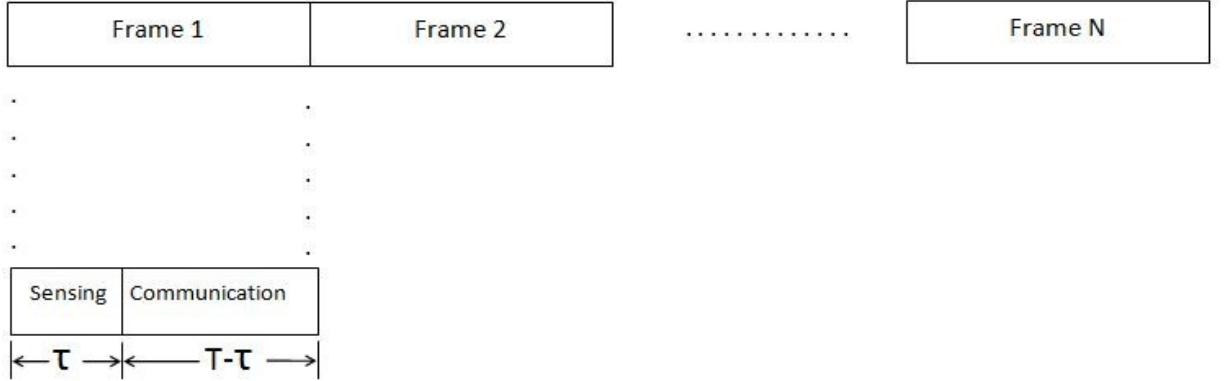 Frame 1 Frame 2 ............. Frame N
Sensing Communication
τ T-τ